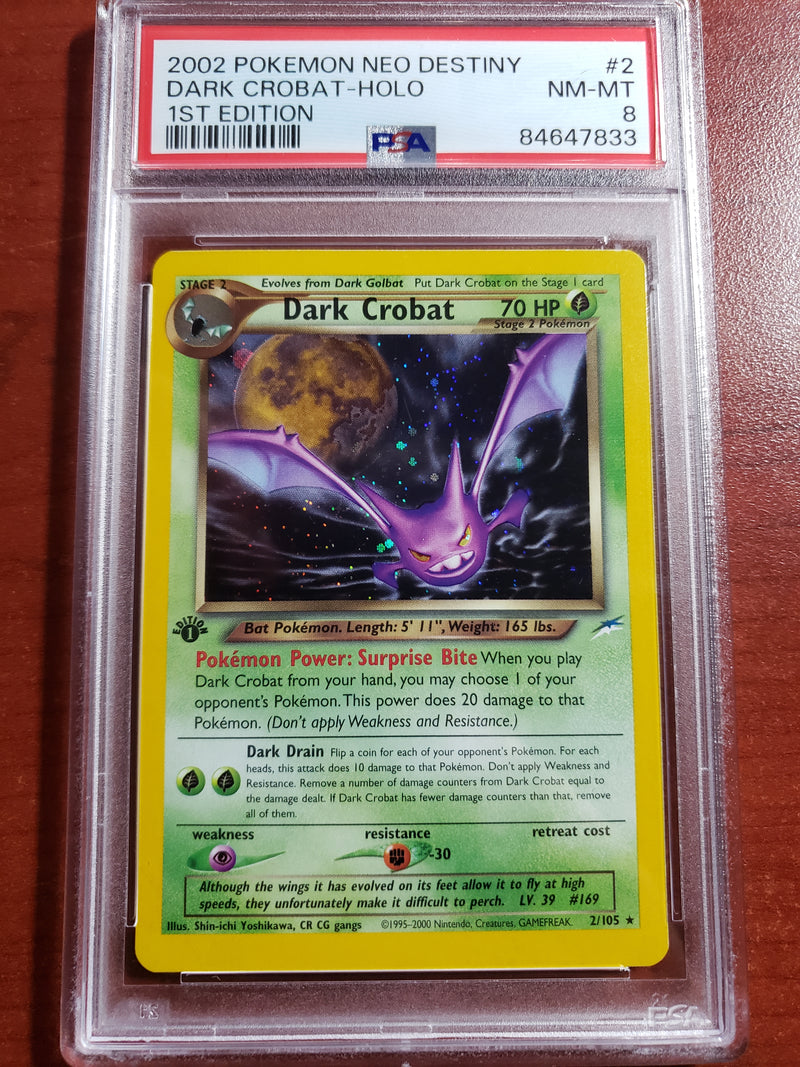 2002 POKEMON NEO DESTINY #2
DARK CROBAT-HOLO NM-MT
1ST EDITION 8
PSA 84647833
STAGE 2 Evolves from Dark Golbat Put Dark Crobat on the Stage 1 card
Dark Crobat 70 HP
Stage 2 Pokémon
EDITION
1
Bat Pokémon. Length: 5' 11", Weight: 165 lbs.
Pokémon Power: Surprise Bite When you play
Dark Crobat from your hand, you may choose 1 of your
opponent's Pokémon. This power does 20 damage to that
Pokémon. (Don't apply Weakness and Resistance.)
Dark Drain Flip a coin for each of your opponent's Pokémon. For each
heads, this attack does 10 damage to that Pokémon. Don't apply Weakness and
Resistance. Remove a number of damage counters from Dark Crobat equal to
the damage dealt. If Dark Crobat has fewer damage counters than that, remove
all of them.
weakness resistance retreat cost
-30
Although the wings it has evolved on its feet allow it to fly at high
speeds, they unfortunately make it difficult to perch. LV. 39 #169
Illus. Shin-ichi Yoshikawa, CR CG gangs ©1995-2000 Nintendo, Creatures, GAMEFREAK. 2/105 ★
PSA